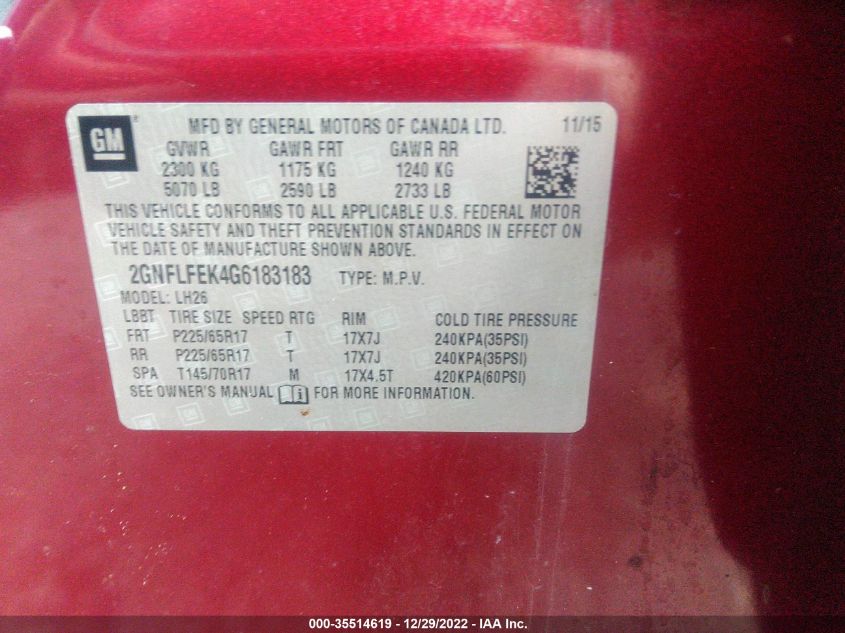 GM
MFD BY GENERAL MOTORS OF CANADA LTD. 11/15
GVWR GAWR FRT GAWR RR
2300 KG 1175 KG 1240 KG
5070 LB 2590 LB 2733 LB
THIS VEHICLE CONFORMS TO ALL APPLICABLE U.S. FEDERAL MOTOR
VEHICLE SAFETY AND THEFT PREVENTION STANDARDS IN EFFECT ON
THE DATE OF MANUFACTURE SHOWN ABOVE.
2GNFLFEK4G6183183 TYPE: M.P.V.
MODEL: LH26
LBBT TIRE SIZE SPEED RTG RIM COLD TIRE PRESSURE
FRT P225/65R17 T 17X7J 240KPA(35PSI)
RR P225/65R17 T 17X7J 240KPA(35PSI)
SPA T145/70R17 M 17X4.5T 420KPA(60PSI)
SEE OWNER'S MANUAL FOR MORE INFORMATION.
000-35514619 - 12/29/2022 - IAA Inc.